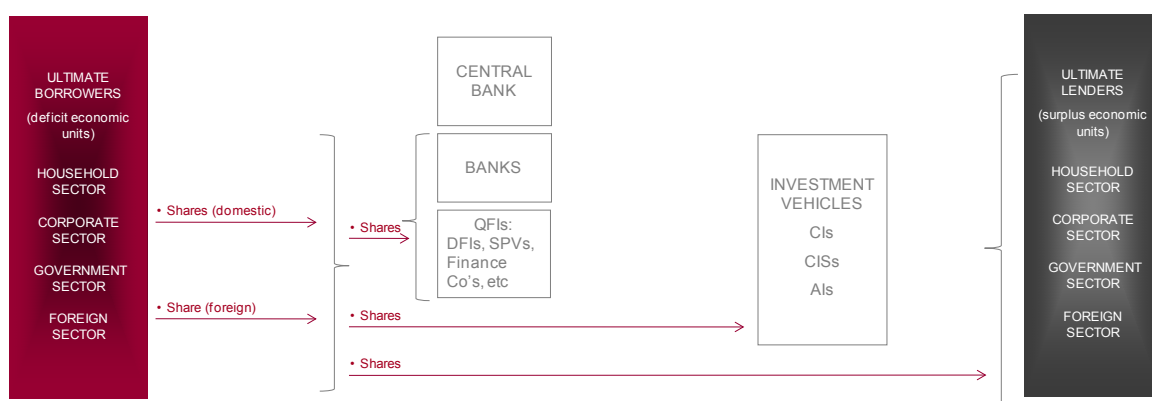 ULTIMATE
BORROWERS
(deficit economic
units)
HOUSEHOLD
SECTOR
CORPORATE
SECTOR
GOVERNMENT
SECTOR
FOREIGN
SECTOR
• Shares (domestic)
• Share (foreign)
• Shares
• Shares
• Shares
CENTRAL
BANK
BANKS
QFIs:
DFIs, SPVs,
Finance
Co's, etc
INVESTMENT
VEHICLES
CIs
CISs
AIs
ULTIMATE
LENDERS
(surplus economic
units)
HOUSEHOLD
SECTOR
CORPORATE
SECTOR
GOVERNMENT
SECTOR
FOREIGN
SECTOR